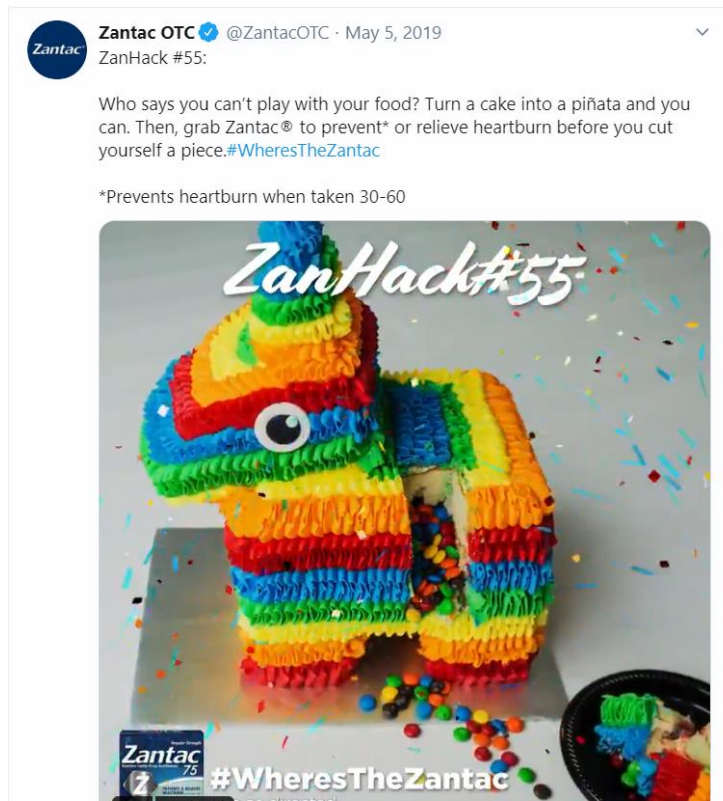 Zantac
Zantac OTC @ZantacOTC · May 5, 2019
ZanHack #55:
Who says you can't play with your food? Turn a cake into a piñata and you
can. Then, grab Zantac® to prevent* or relieve heartburn before you cut
yourself a piece.#WheresTheZantac
*Prevents heartburn when taken 30-60
ZanHack#55
Zantac
75
#WheresTheZantac